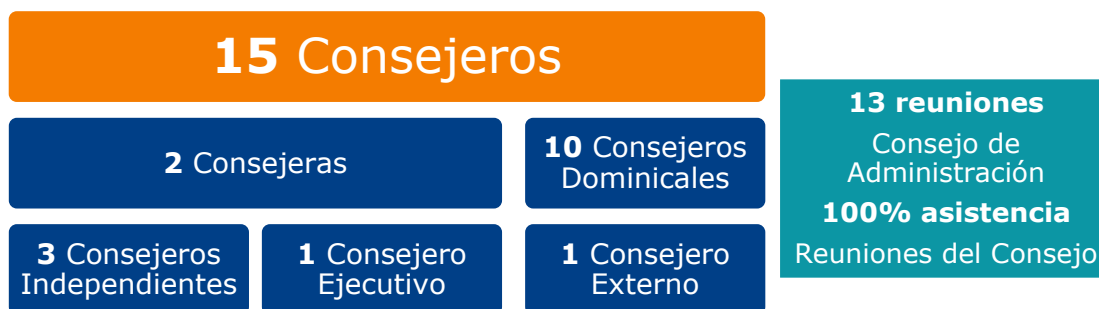 15 Consejeros
2 Consejeras
10 Consejeros
Dominicales
3 Consejeros
Independientes
1 Consejero
Ejecutivo
1 Consejero
Externo
13 reuniones
Consejo de
Administración
100% asistencia
Reuniones del Consejo